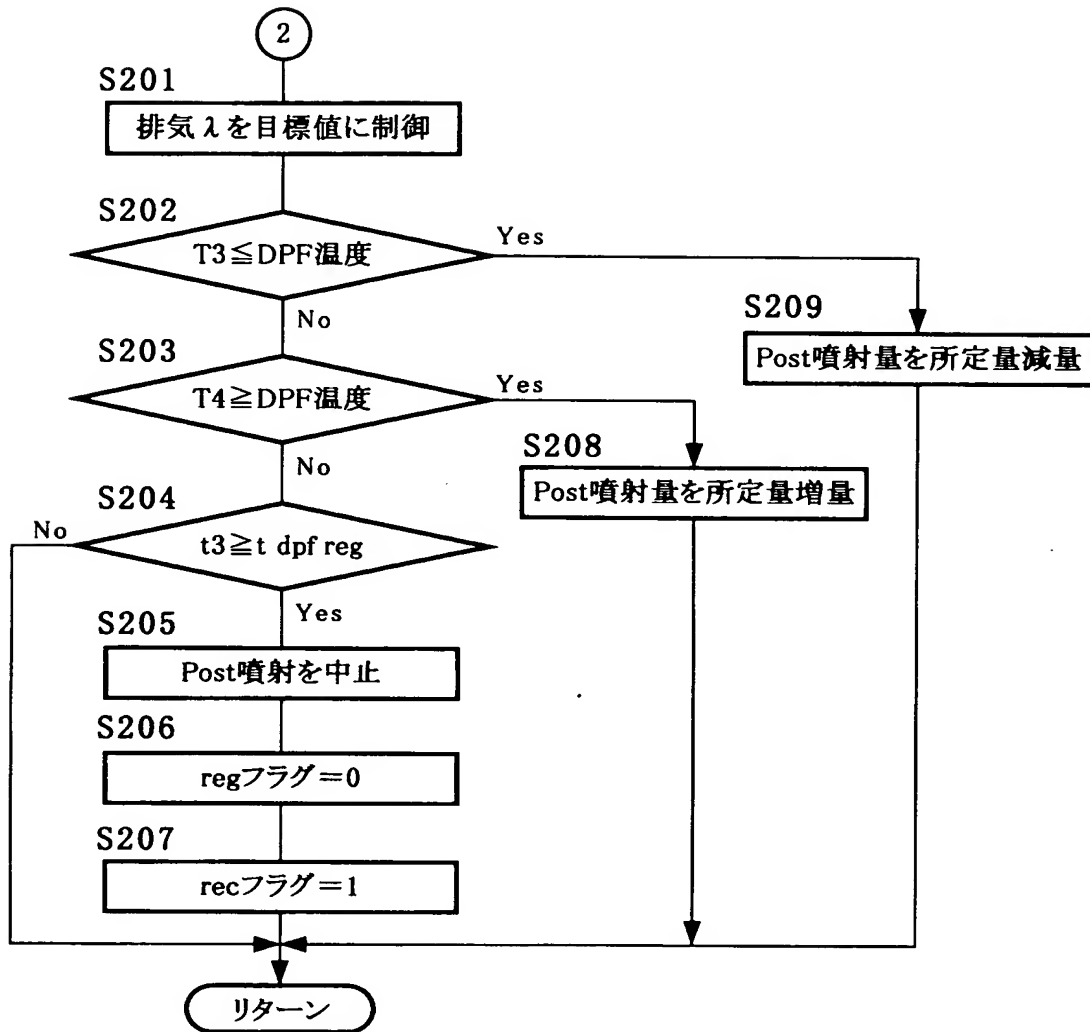 2
S201
排気λを目標値に制御
S202
T3≦DPF温度
Yes
No
S209
Post噴射量を所定量減量
S203
T4≧DPF温度
Yes
No
S208
Post噴射量を所定量増量
S204
No
t3≧t dpf reg
Yes
S205
Post噴射を中止
S206
regフラグ=0
S207
recフラグ=1
リターン